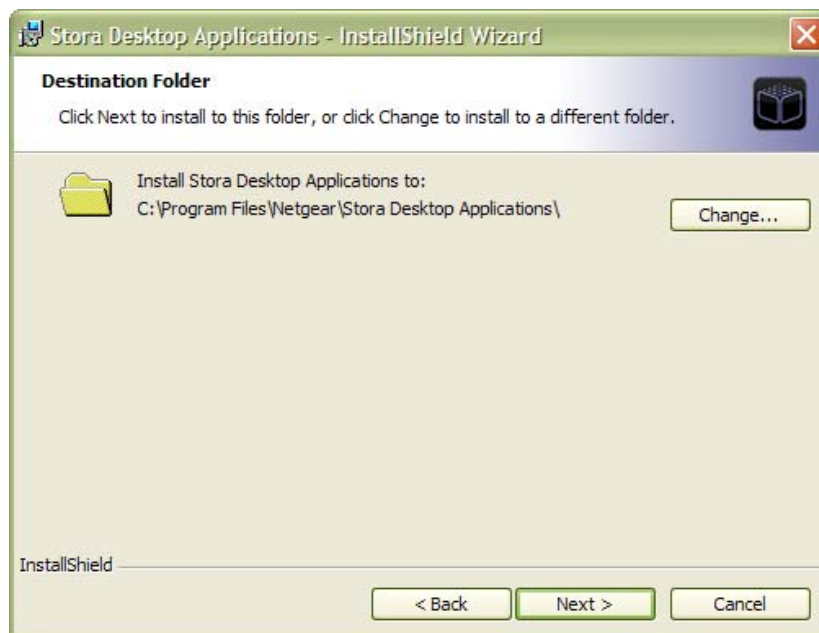 Stora Desktop Applications - InstallShield Wizard
Destination Folder
Click Next to install to this folder, or click Change to install to a different folder.
Install Stora Desktop Applications to:
C:\Program Files\Netgear\Stora Desktop Applications\
Change...
InstallShield
< Back
Next >
Cancel